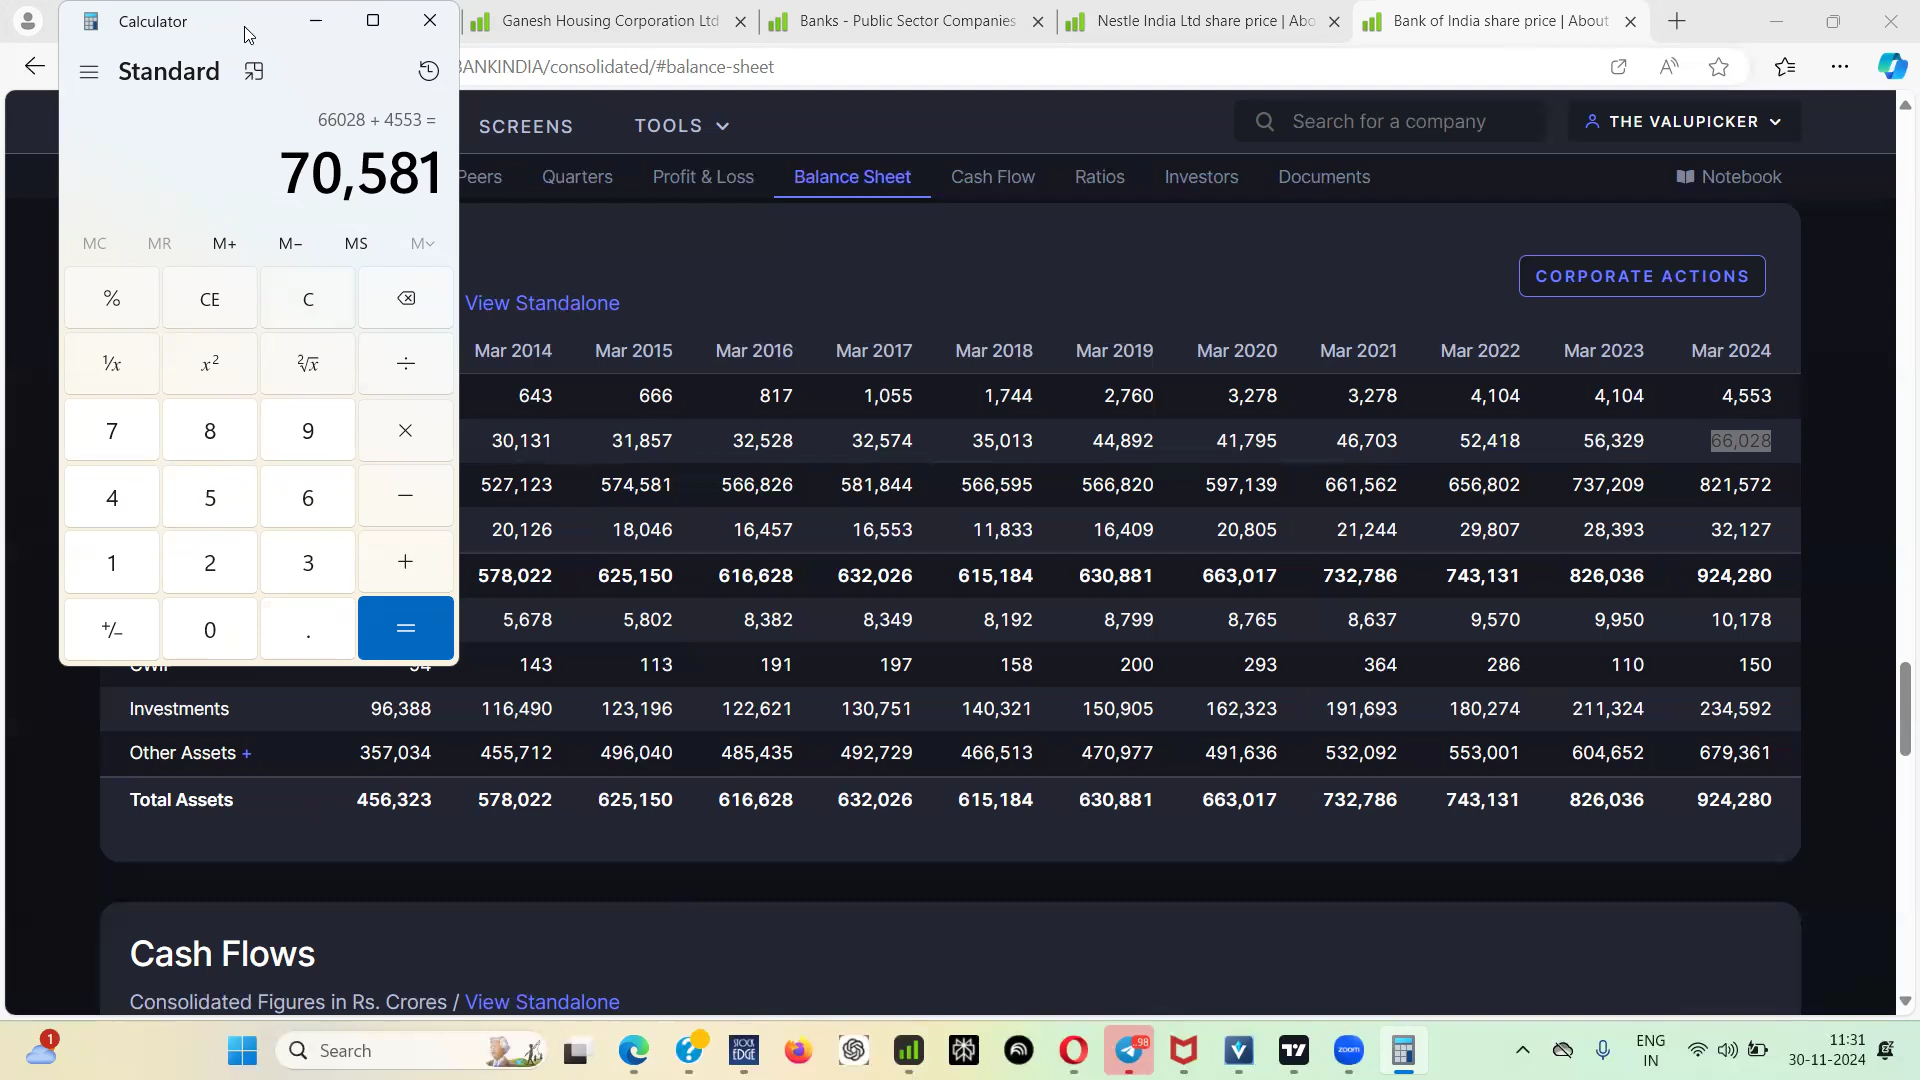 Calculator
Ganesh Housing Corporation Ltd
Banks - Public Sector Companies
Nestle India Ltd share price | Abo
Bank of India share price | About
Standard
BANKINDIA/consolidated/#balance-sheet
66028 + 4553 =
70,581
SCREENS
TOOLS
Search for a company
THE VALUPICKER
Peers
Quarters
Profit & Loss
Balance Sheet
Cash Flow
Ratios
Investors
Documents
Notebook
MC MR M+ M− MS M
% CE C
1/x x² ²√x ÷
7 8 9 ×
4 5 6 −
1 2 3 +
+/− 0 . =
CORPORATE ACTIONS
View Standalone
Mar 2014 Mar 2015 Mar 2016 Mar 2017 Mar 2018 Mar 2019 Mar 2020 Mar 2021 Mar 2022 Mar 2023 Mar 2024
643 666 817 1,055 1,744 2,760 3,278 3,278 4,104 4,104 4,553
30,131 31,857 32,528 32,574 35,013 44,892 41,795 46,703 52,418 56,329 66,028
527,123 574,581 566,826 581,844 566,595 566,820 597,139 661,562 656,802 737,209 821,572
20,126 18,046 16,457 16,553 11,833 16,409 20,805 21,244 29,807 28,393 32,127
578,022 625,150 616,628 632,026 615,184 630,881 663,017 732,786 743,131 826,036 924,280
5,678 5,802 8,382 8,349 8,192 8,799 8,765 8,637 9,570 9,950 10,178
CWIP 94 143 113 191 197 158 200 293 364 286 110 150
Investments 96,388 116,490 123,196 122,621 130,751 140,321 150,905 162,323 191,693 180,274 211,324 234,592
Other Assets + 357,034 455,712 496,040 485,435 492,729 466,513 470,977 491,636 532,092 553,001 604,652 679,361
Total Assets 456,323 578,022 625,150 616,628 632,026 615,184 630,881 663,017 732,786 743,131 826,036 924,280
Cash Flows
Consolidated Figures in Rs. Crores / View Standalone
1
Search
STOCK EDGE
98
zoom
ENG
IN
11:31
30-11-2024